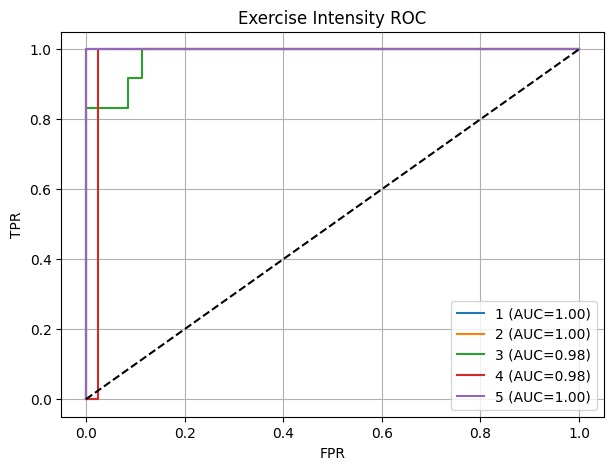 Exercise Intensity ROC
1.0
0.8
0.6
0.4
0.2
0.0
TPR
0.0 0.2 0.4 0.6 0.8 1.0
FPR
1 (AUC=1.00)
2 (AUC=1.00)
3 (AUC=0.98)
4 (AUC=0.98)
5 (AUC=1.00)